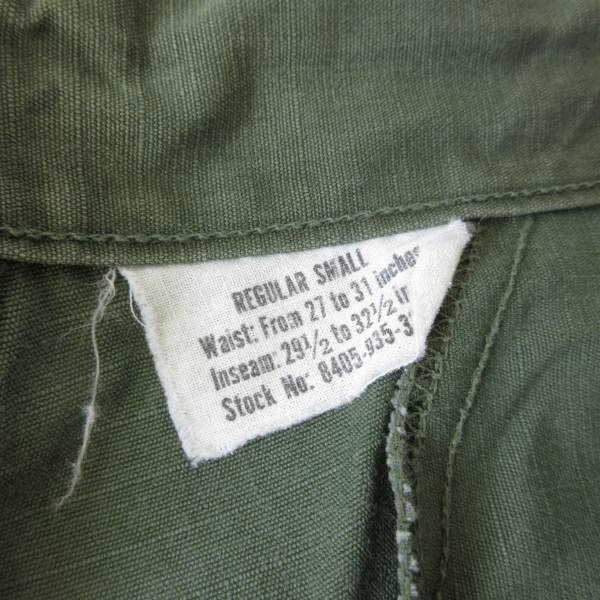 REGULAR SMALL
Waist: From 27 to 31 inches
Inseam: 29½ to 32½ in
Stock No: 8405-935-3